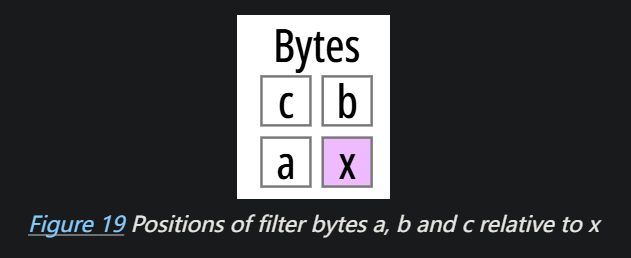 Bytes
c b
a x
Figure 19 Positions of filter bytes a, b and c relative to x